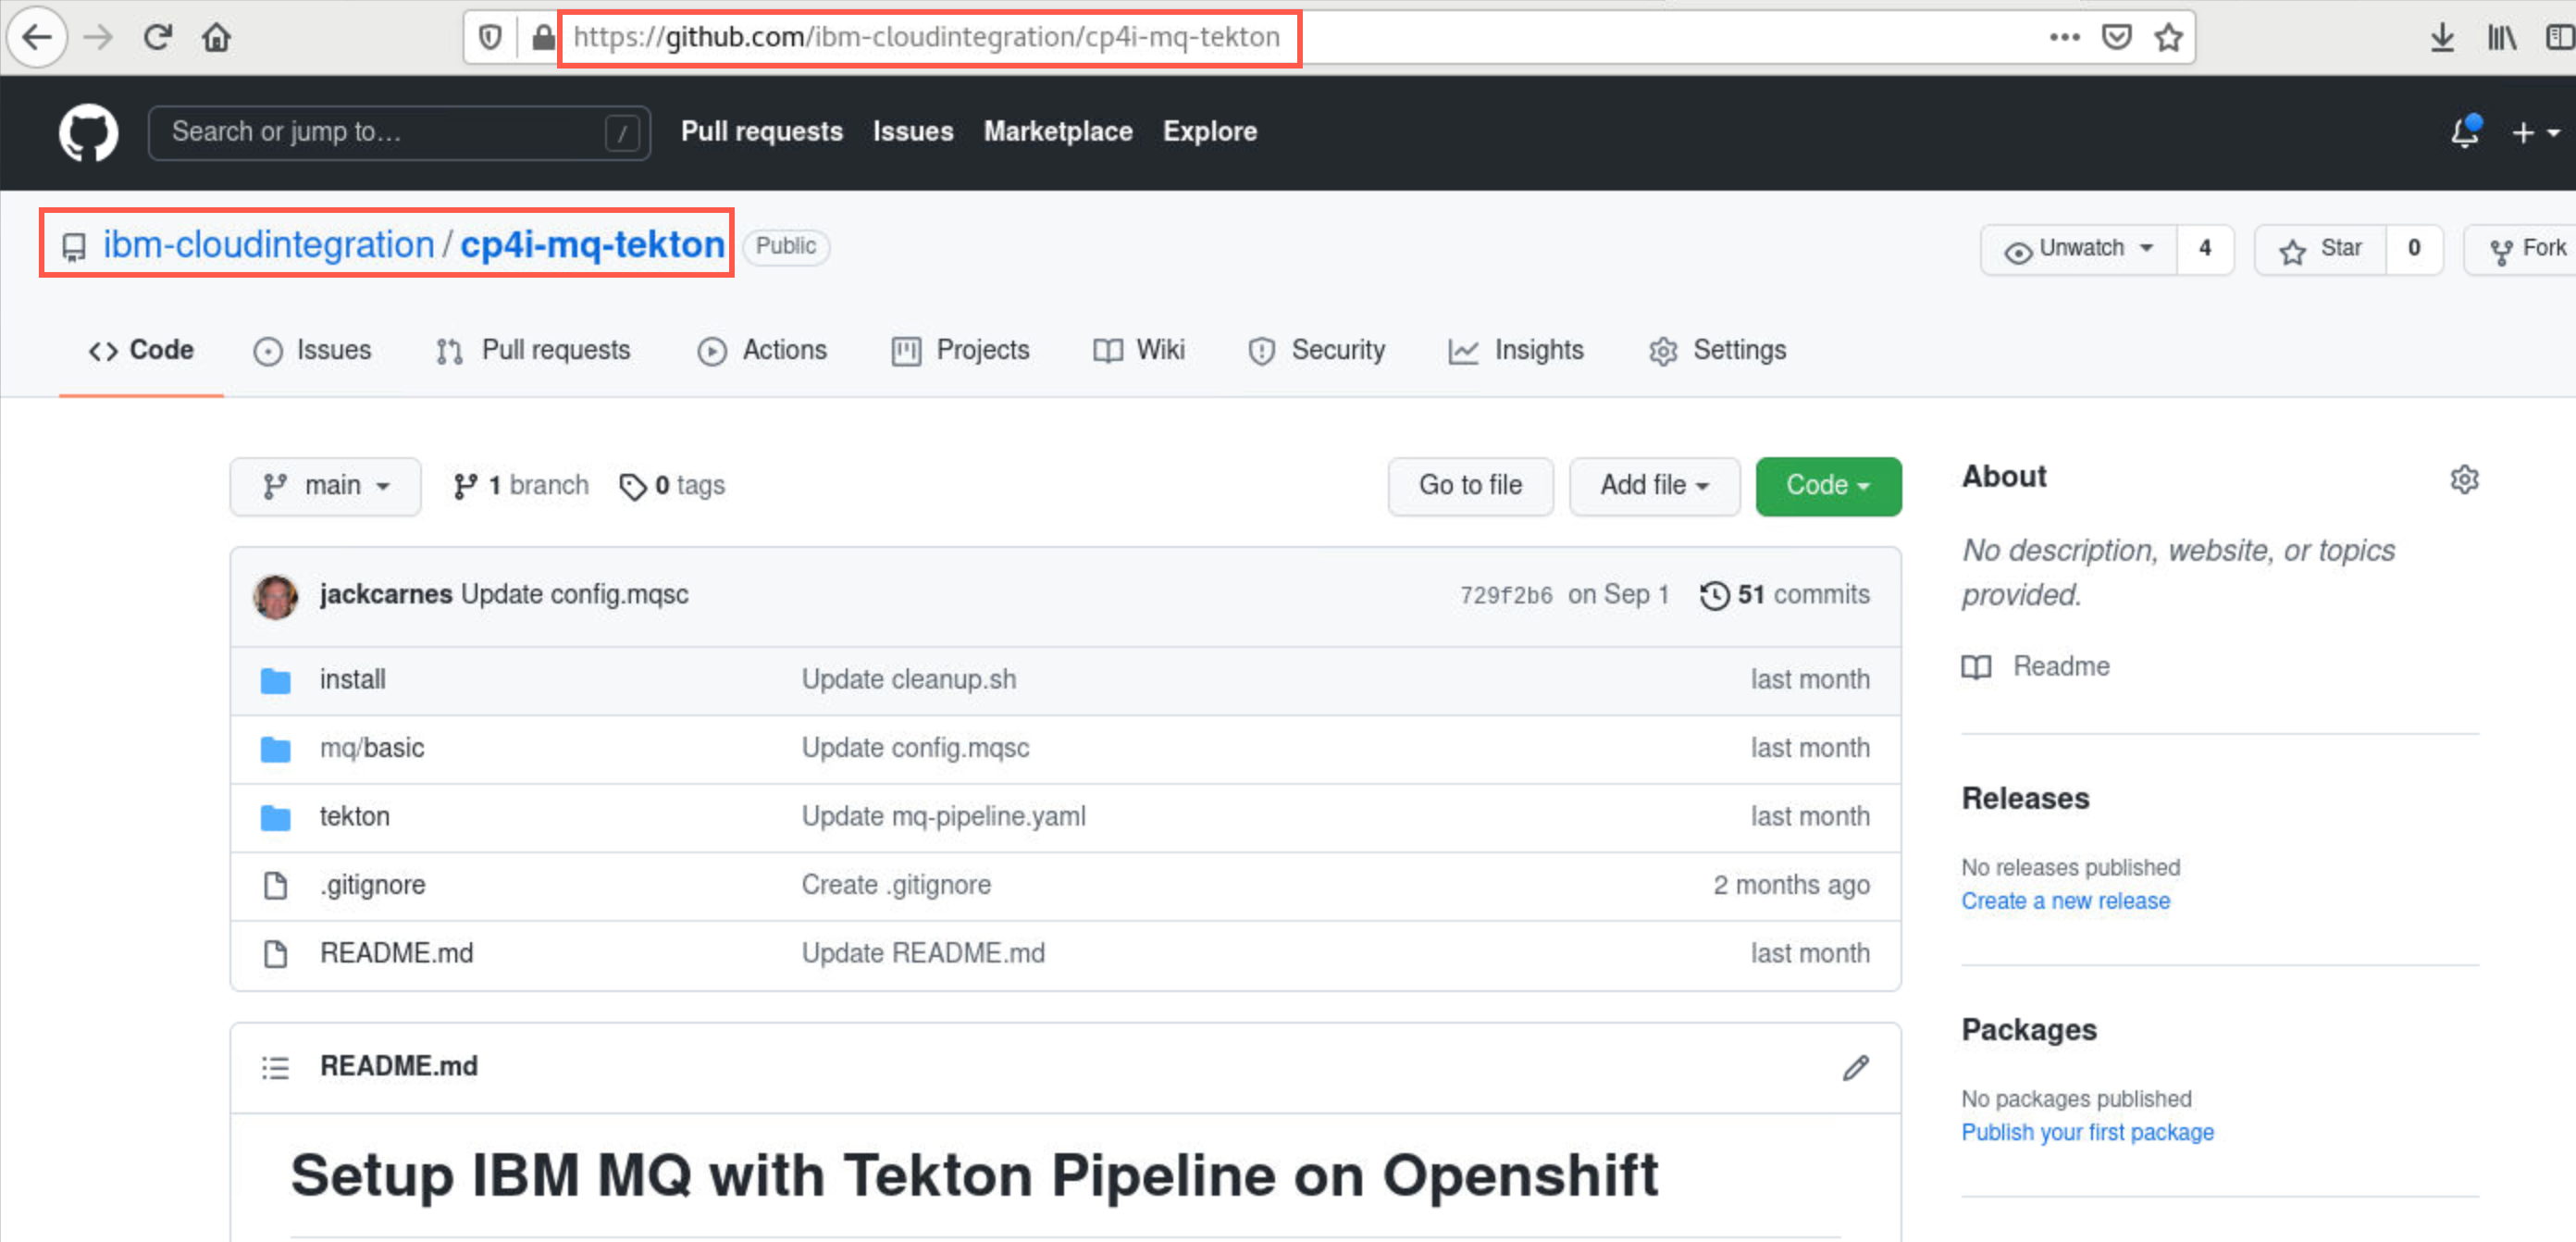 https://github.com/ibm-cloudintegration/cp4i-mq-tekton
Search or jump to… /
Pull requests Issues Marketplace Explore
ibm-cloudintegration / cp4i-mq-tekton Public
Unwatch 4 Star 0 Fork
Code Issues Pull requests Actions Projects Wiki Security Insights Settings
main 1 branch 0 tags Go to file Add file Code
jackcarnes Update config.mqsc 729f2b6 on Sep 1 51 commits
install Update cleanup.sh last month
mq/basic Update config.mqsc last month
tekton Update mq-pipeline.yaml last month
.gitignore Create .gitignore 2 months ago
README.md Update README.md last month
README.md
Setup IBM MQ with Tekton Pipeline on Openshift
About
No description, website, or topics
provided.
Readme
Releases
No releases published
Create a new release
Packages
No packages published
Publish your first package